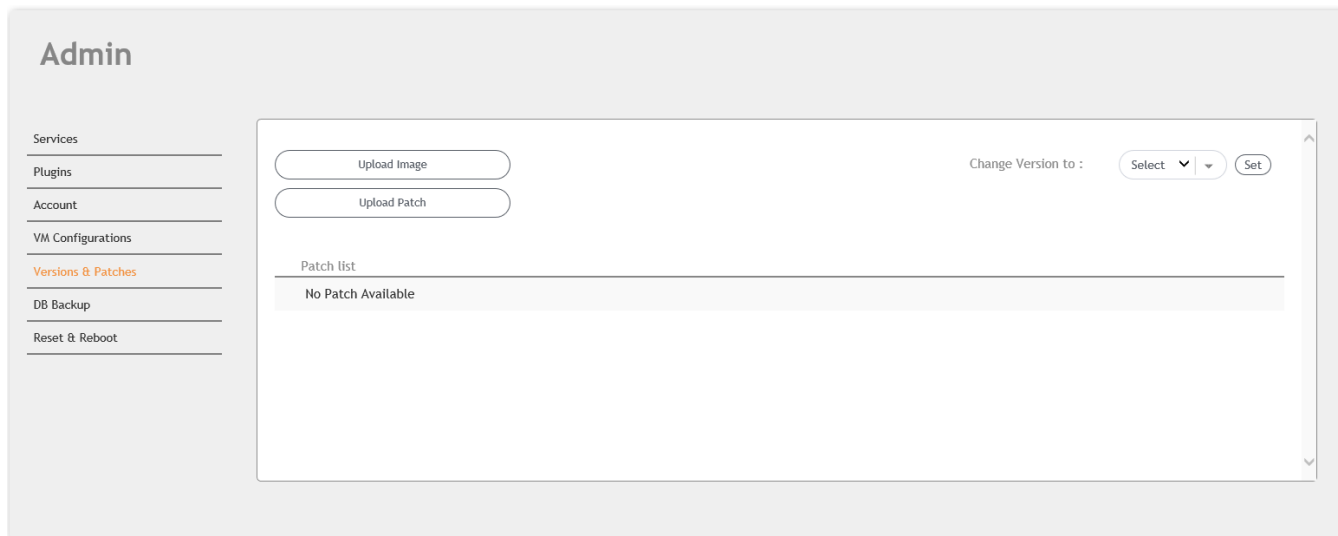 Admin
Services
Plugins
Account
VM Configurations
Versions & Patches
DB Backup
Reset & Reboot
Upload Image
Upload Patch
Change Version to :
Select
Set
Patch list
No Patch Available